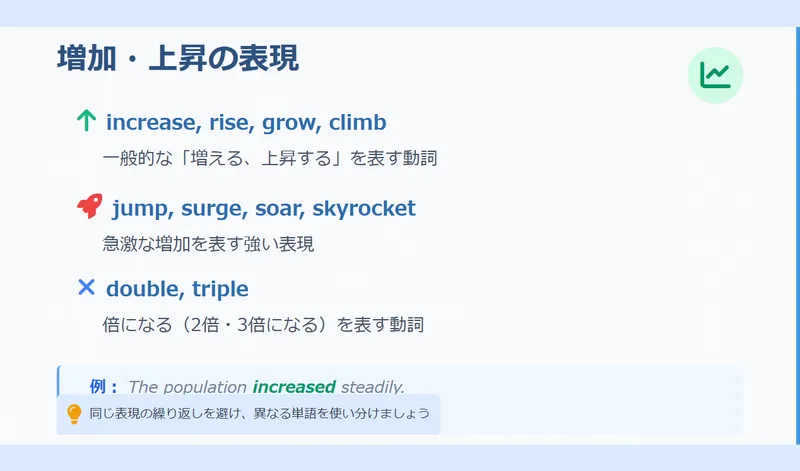 増加・上昇の表現
increase, rise, grow, climb
一般的な「増える、上昇する」を表す動詞
jump, surge, soar, skyrocket
急激な増加を表す強い表現
double, triple
倍になる（2倍・3倍になる）を表す動詞
例： The population increased steadily.
同じ表現の繰り返しを避け、異なる単語を使い分けましょう